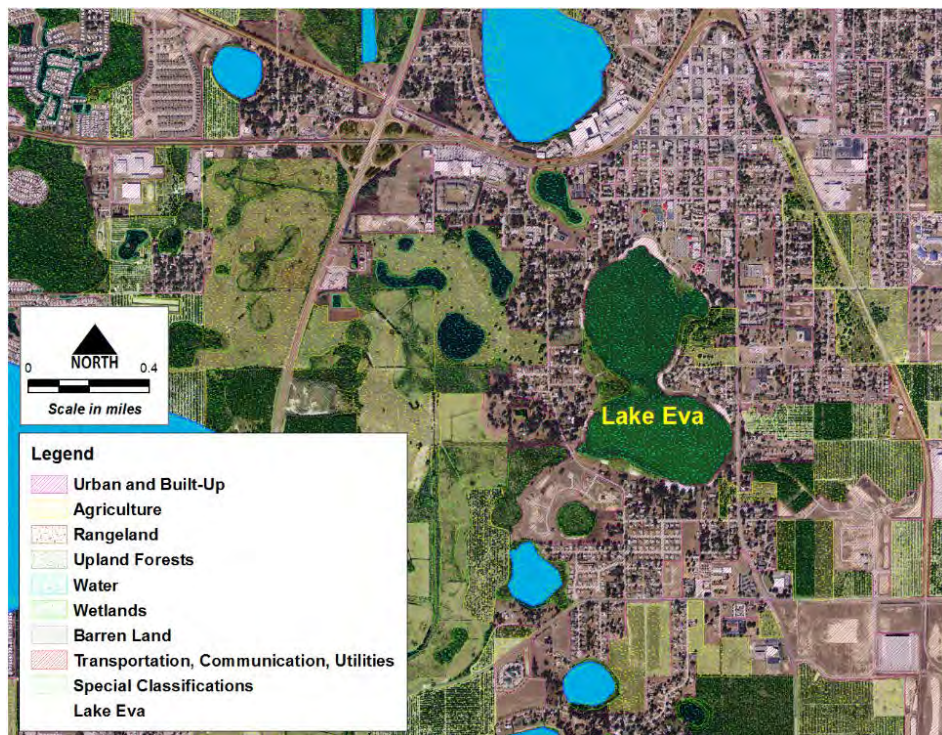 Lake Eva
NORTH
0 0.4
Scale in miles
Legend
Urban and Built-Up
Agriculture
Rangeland
Upland Forests
Water
Wetlands
Barren Land
Transportation, Communication, Utilities
Special Classifications
Lake Eva